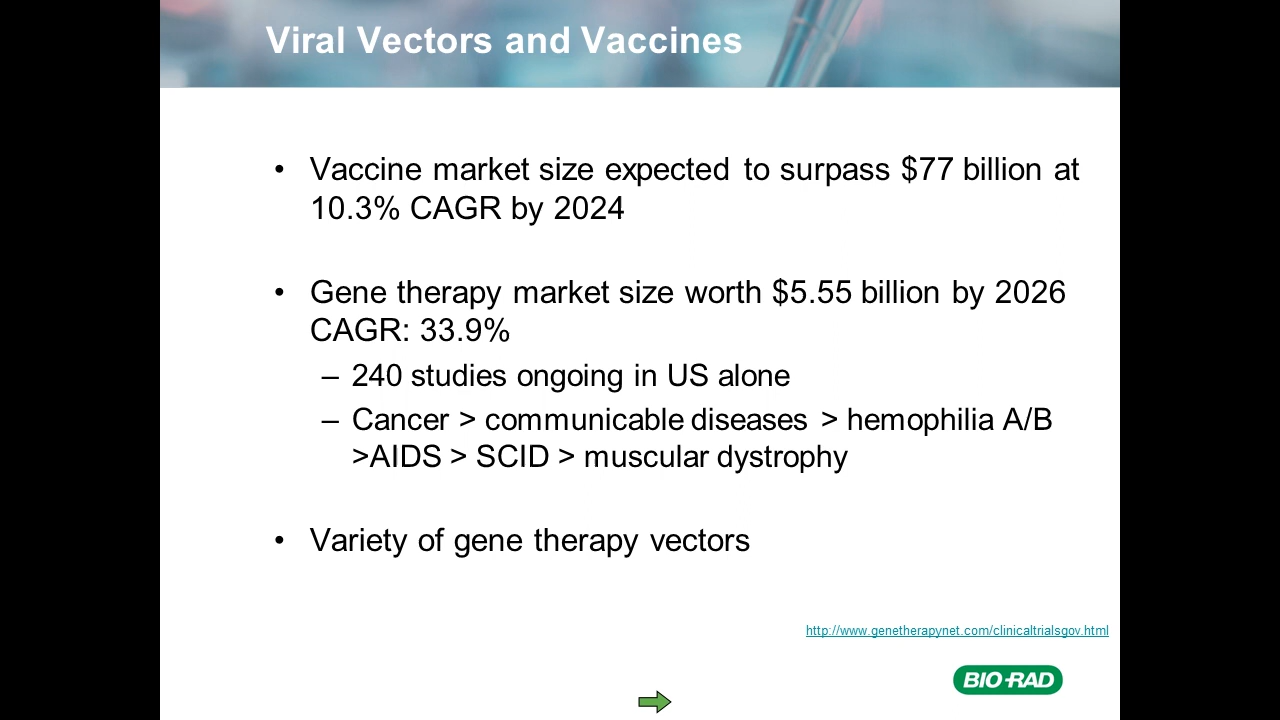 Viral Vectors and Vaccines
• Vaccine market size expected to surpass $77 billion at
10.3% CAGR by 2024
• Gene therapy market size worth $5.55 billion by 2026
CAGR: 33.9%
– 240 studies ongoing in US alone
– Cancer > communicable diseases > hemophilia A/B
>AIDS > SCID > muscular dystrophy
• Variety of gene therapy vectors
http://www.genetherapynet.com/clinicaltrialsgov.html
BIO-RAD